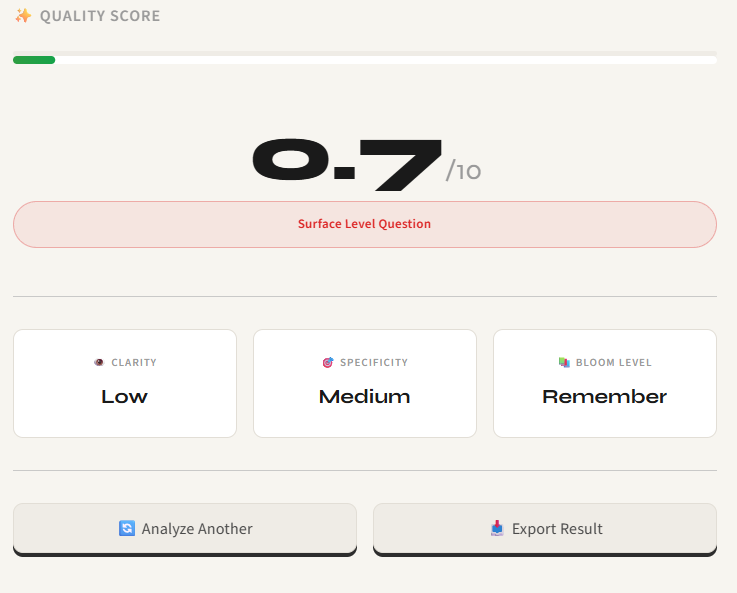 QUALITY SCORE
0.7/10
Surface Level Question
CLARITY
Low
SPECIFICITY
Medium
BLOOM LEVEL
Remember
Analyze Another
Export Result